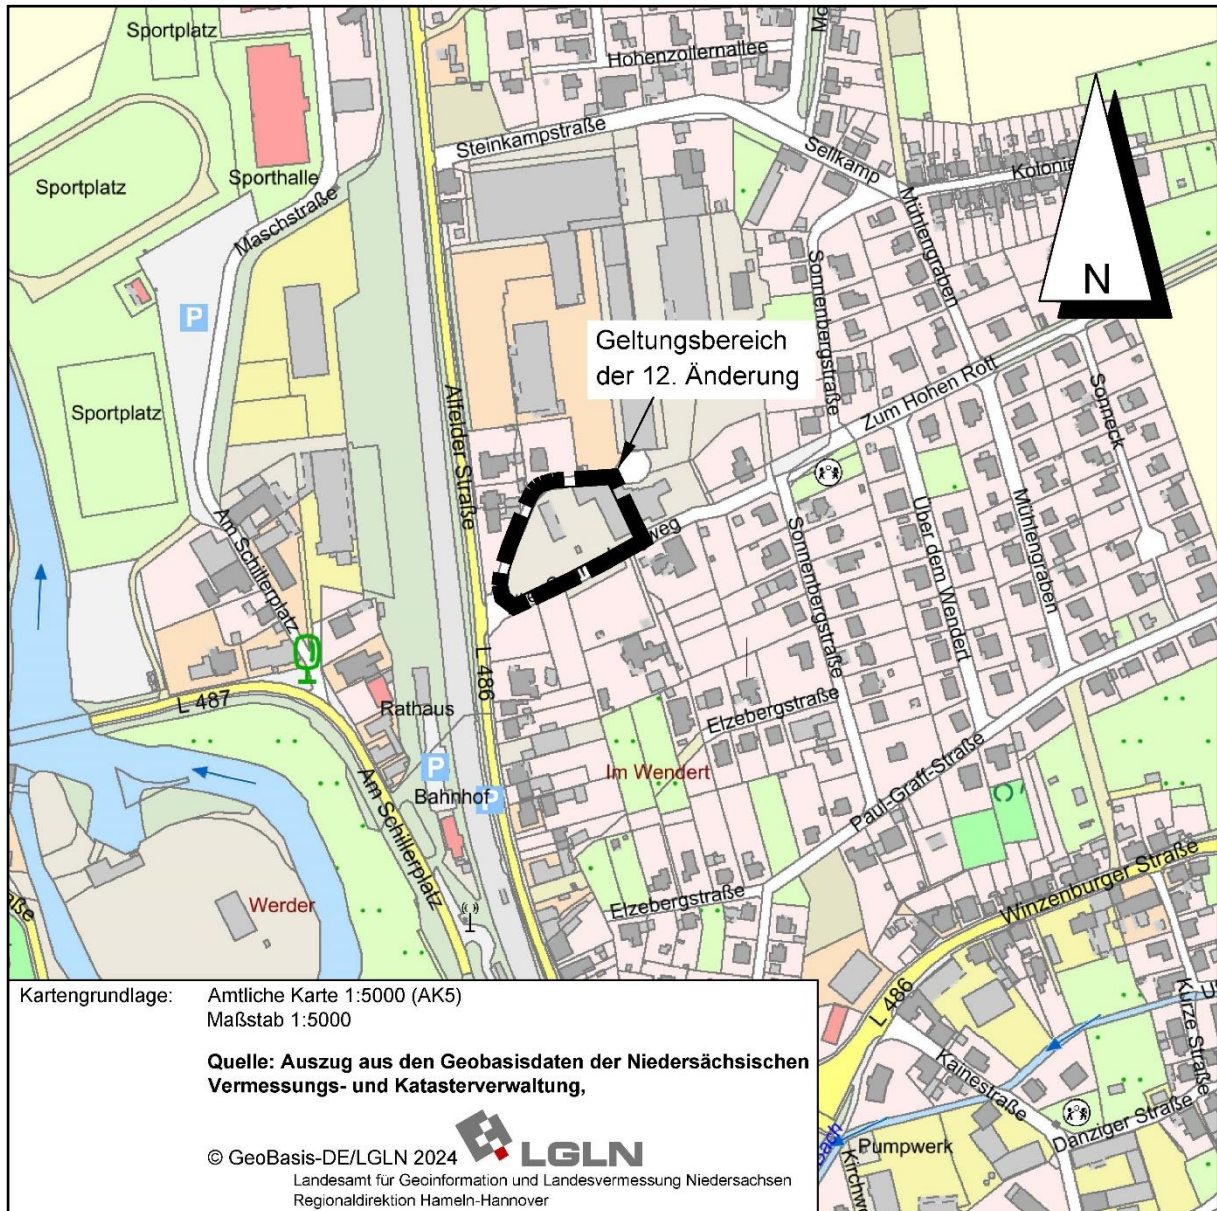 Sportplatz
Hohenzollernallee
Steinkampstraße
Sellkamp
Kolonie
Sportplatz
Sporthalle
Maschstraße
Mühlengraben
N
P
Sonnenbergstraße
Geltungsbereich
der 12. Änderung
Zum Hohen Rott
Sonneck
Sportplatz
Alfelder Straße
Am Schillerplatz
Sonnenbergstraße
Über dem Wendert
Mühlengraben
L 487
L 486
Rathaus
Elzebergstraße
P
Bahnhof
P
Im Wendert
Paul-Graff-Straße
Am Schillerplatz
Werder
Elzebergstraße
Winzenburger Straße
L 486
Kurze Straße
Kainestraße
Danziger Straße
Pumpwerk
Kartengrundlage: Amtliche Karte 1:5000 (AK5)
Maßstab 1:5000
Quelle: Auszug aus den Geobasisdaten der Niedersächsischen
Vermessungs- und Katasterverwaltung,
© GeoBasis-DE/LGLN 2024 LGLN
Landesamt für Geoinformation und Landesvermessung Niedersachsen
Regionaldirektion Hameln-Hannover